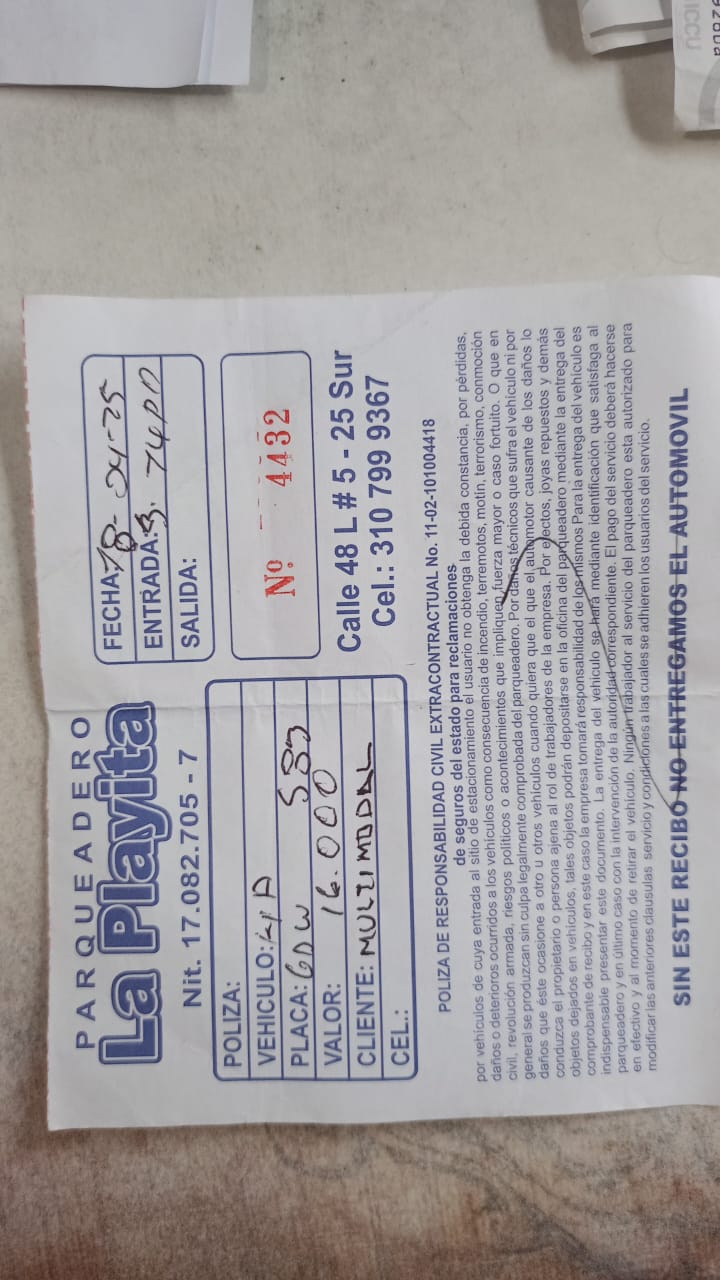 PARQUEADERO
La Playita
Nit. 17.082.705 - 7
FECHA: 18-04-25
ENTRADA: 3.
SALIDA:
Nº 4432
Calle 48 L # 5 - 25 Sur
Cel.: 310 799 9367
POLIZA:
VEHICULO:
PLACA: GDW 583
VALOR: 16.000
CLIENTE: MULTIMODAL
CEL.:
POLIZA DE RESPONSABILIDAD CIVIL EXTRACONTRACTUAL No. 11-02-101004418
de seguros del estado para reclamaciones
por vehículos de cuya entrada al sitio de estacionamiento el usuario no obtenga la debida constancia, por pérdidas,
daños o deterioros ocurridos a los vehículos como consecuencia de incendio, terremotos, motín, terrorismo, conmoción
civil, revolución armada, riesgos políticos o acontecimientos que impliquen fuerza mayor o caso fortuito. O que en
general se produzcan sin culpa legalmente comprobada del parqueadero. Por daños técnicos que sufra el vehículo ni por
daños que éste ocasione a otro u otros vehículos cuando quiera que el que el automotor causante de los daños lo
conduzca el propietario o persona ajena al rol de trabajadores de la empresa. Por efectos, joyas repuestos y demás
objetos dejados en vehículos, tales objetos podrán depositarse en la oficina del parqueadero mediante la entrega del
comprobante de recibo y en este caso la empresa tomará responsabilidad de los mismos Para la entrega del vehículo es
indispensable presentar este documento. La entrega del vehículo se hará mediante identificación que satisfaga al
parqueadero y en último caso con la intervención de la autoridad correspondiente. El pago del servicio deberá hacerse
en efectivo y al momento de retirar el vehículo. Ningún trabajador al servicio del parqueadero esta autorizado para
modificar las anteriores clausulas servicio y condiciones a las cuales se adhieren los usuarios del servicio.
SIN ESTE RECIBO NO ENTREGAMOS EL AUTOMOVIL
ICCU